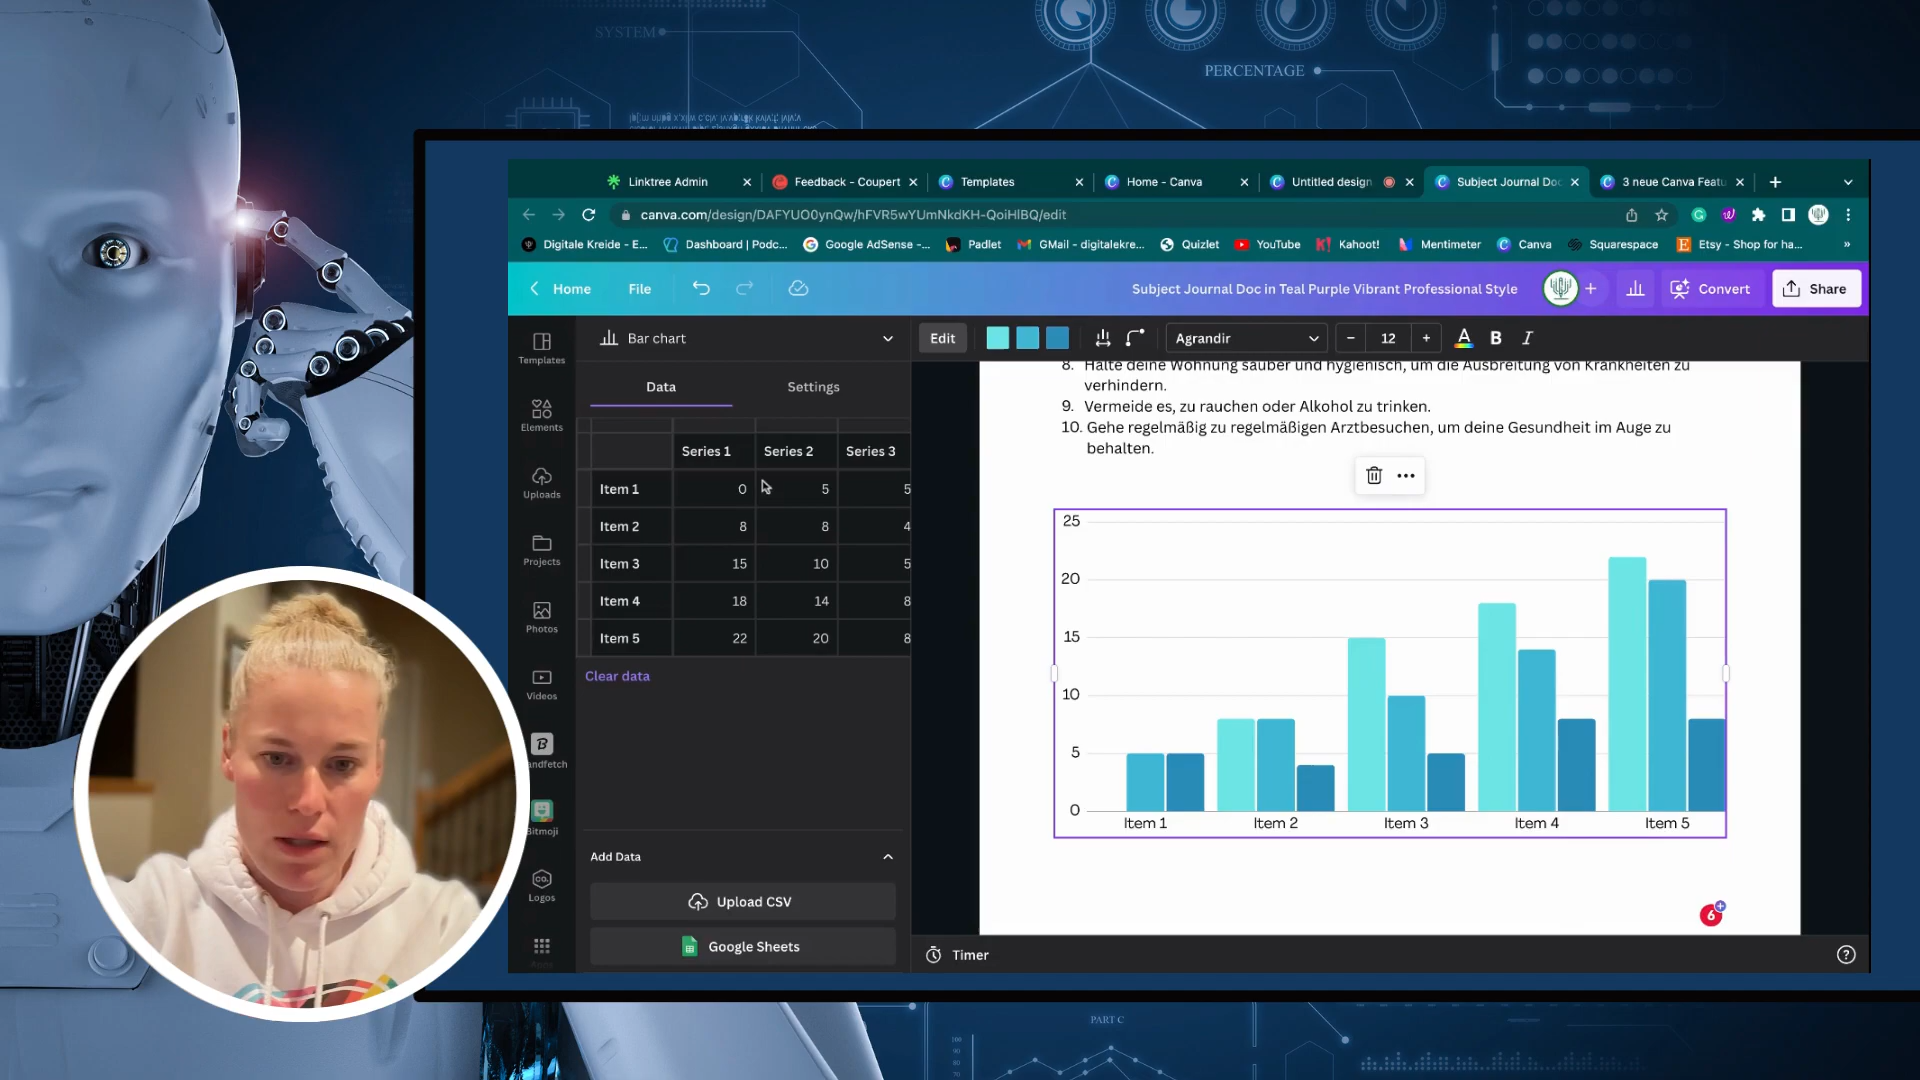 SYSTEM
PERCENTAGE
Linktree Admin
Feedback - Coupert
Templates
Home - Canva
Untitled design
Subject Journal Doc
3 neue Canva Featu
canva.com/design/DAFYUO0ynQw/hFVR5wYUmNkdKH-QoiHlBQ/edit
Digitale Kreide - E...
Dashboard | Podc...
Google AdSense -...
Padlet
GMail - digitalekre...
Quizlet
YouTube
Kahoot!
Mentimeter
Canva
Squarespace
Etsy - Shop for ha...
»
Home
File
Subject Journal Doc in Teal Purple Vibrant Professional Style
Convert
Share
Bar chart
Edit
Agrandir
12
A
B
I
Templates
Elements
Uploads
Projects
Photos
Videos
andfetch
Bitmoji
Logos
Apps
Data
Settings
Series 1 Series 2 Series 3
Item 1 0 5 5
Item 2 8 8 4
Item 3 15 10 5
Item 4 18 14 8
Item 5 22 20 8
Clear data
Add Data
Upload CSV
Google Sheets
8. Halte deine Wohnung sauber und hygienisch, um die Ausbreitung von Krankheiten zu
verhindern.
9. Vermeide es, zu rauchen oder Alkohol zu trinken.
10. Gehe regelmäßig zu regelmäßigen Arztbesuchen, um deine Gesundheit im Auge zu
behalten.
25
20
15
10
5
0
Item 1 Item 2 Item 3 Item 4 Item 5
6
Timer
PART C
100
90
80
70